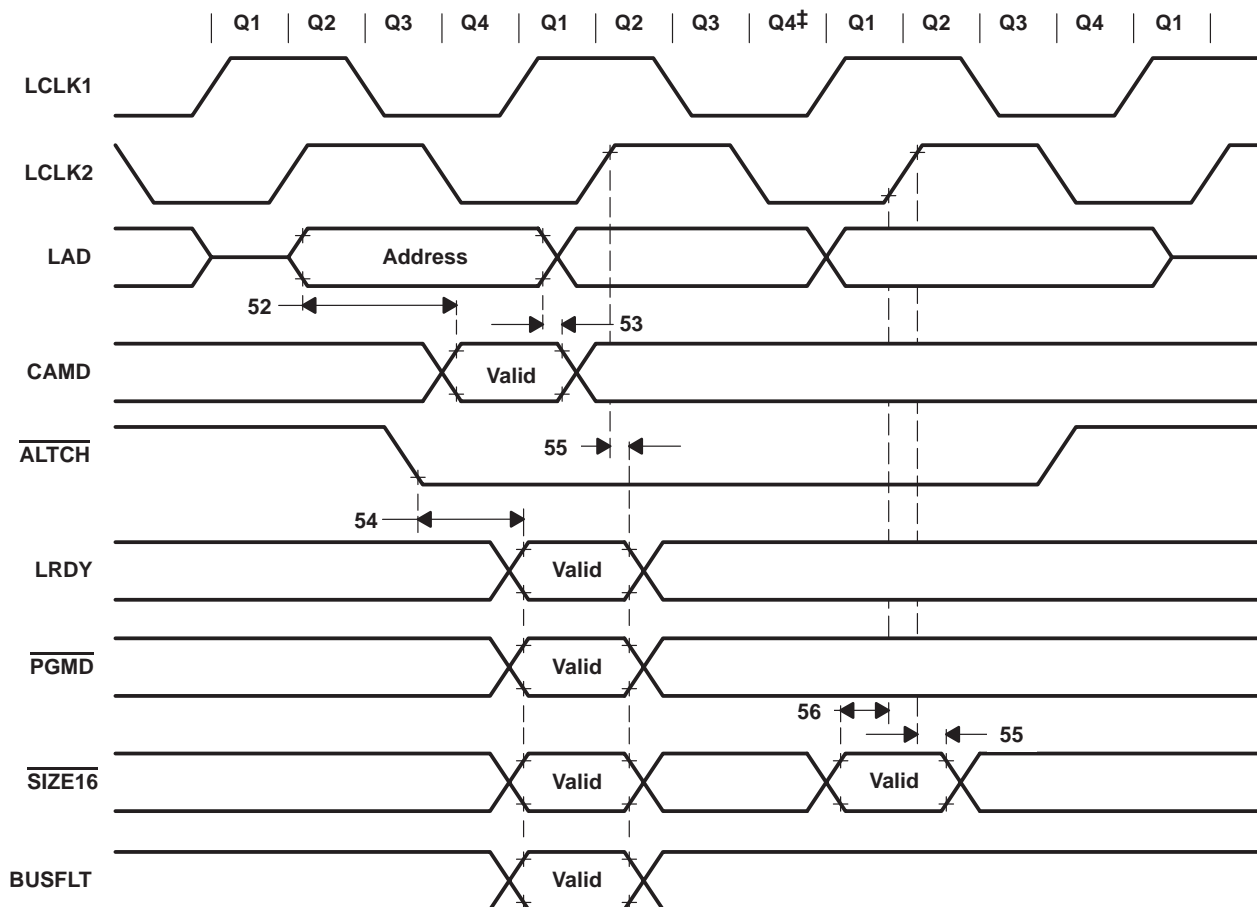 Q1 Q2 Q3 Q4 Q1 Q2 Q3 Q4‡ Q1 Q2 Q3 Q4 Q1
LCLK1
LCLK2
LAD Address
52 53
CAMD Valid
ALTCH 55
54
LRDY Valid
PGMD Valid
56 55
SIZE16 Valid Valid
BUSFLT Valid